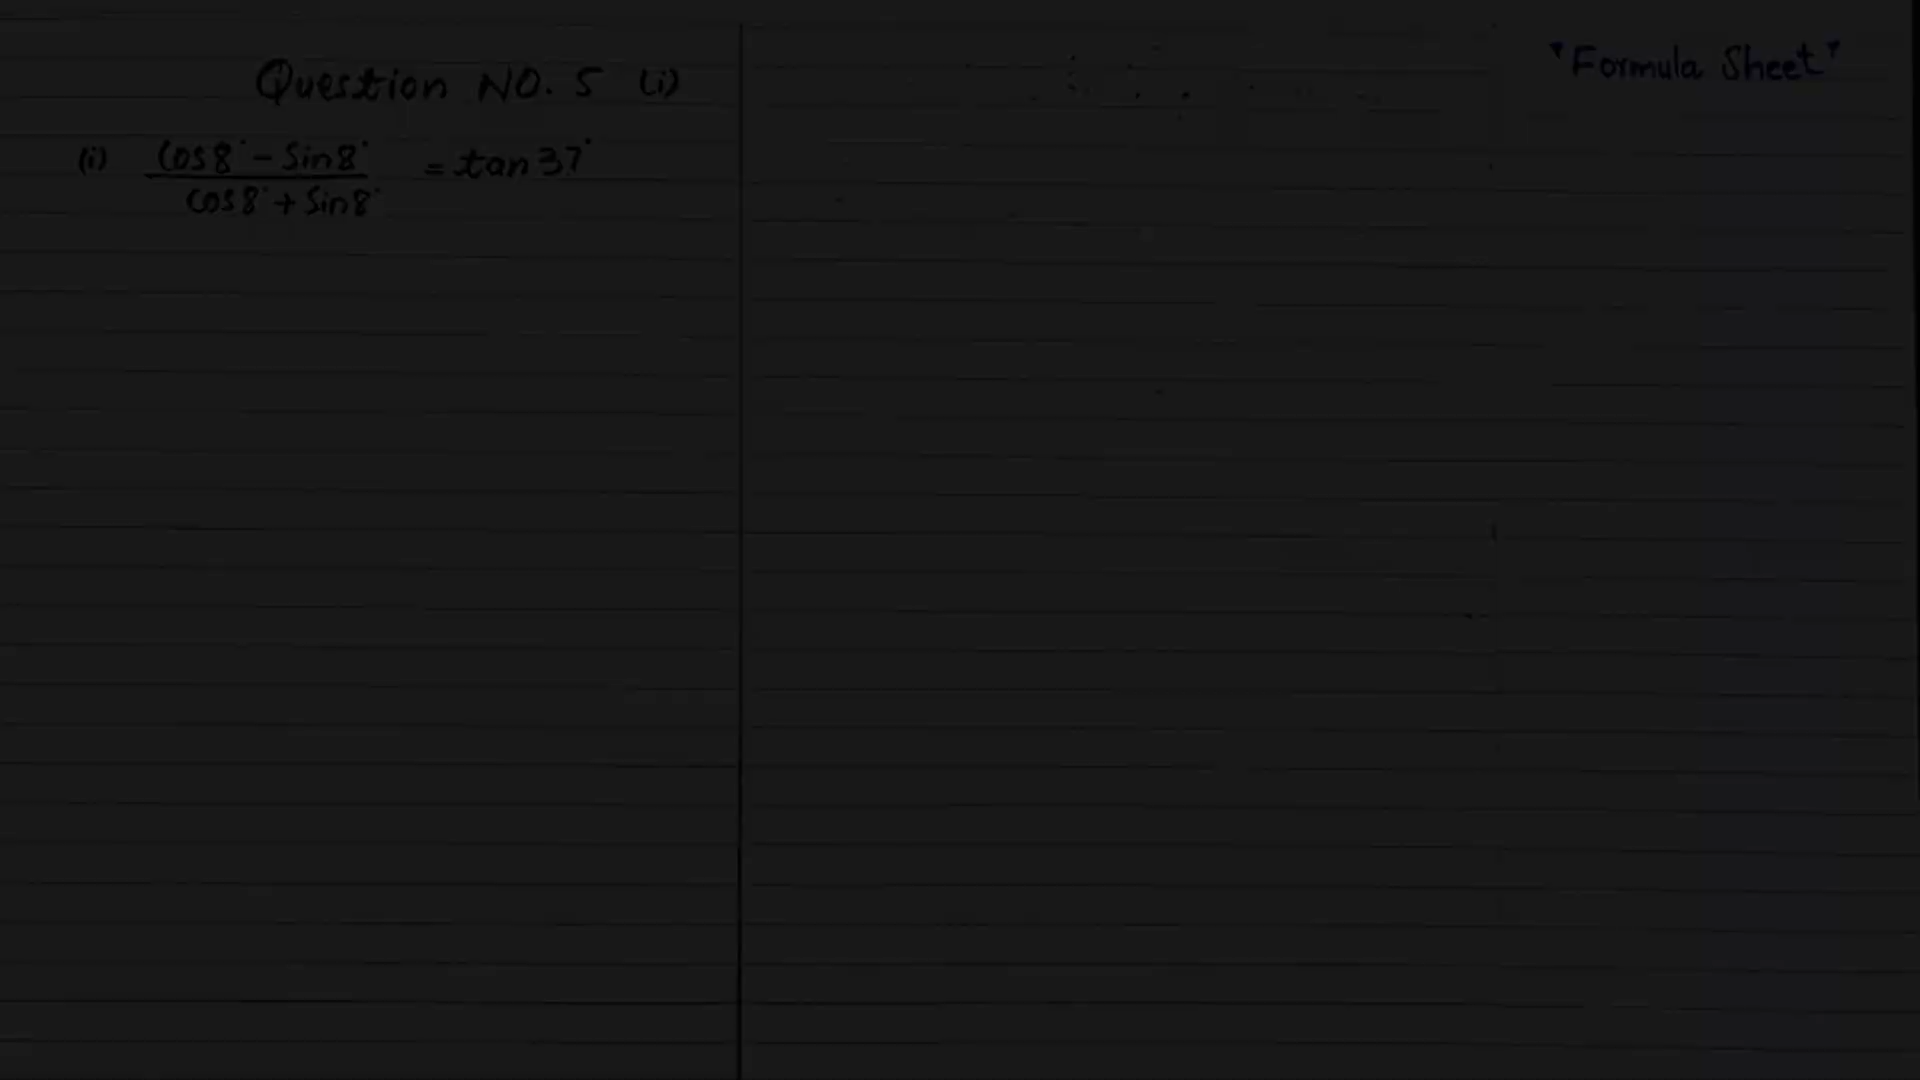 Question NO. 5 (i)
"Formula Sheet"
(i) Cos8° - Sin8° / Cos8° + Sin8° = tan37°